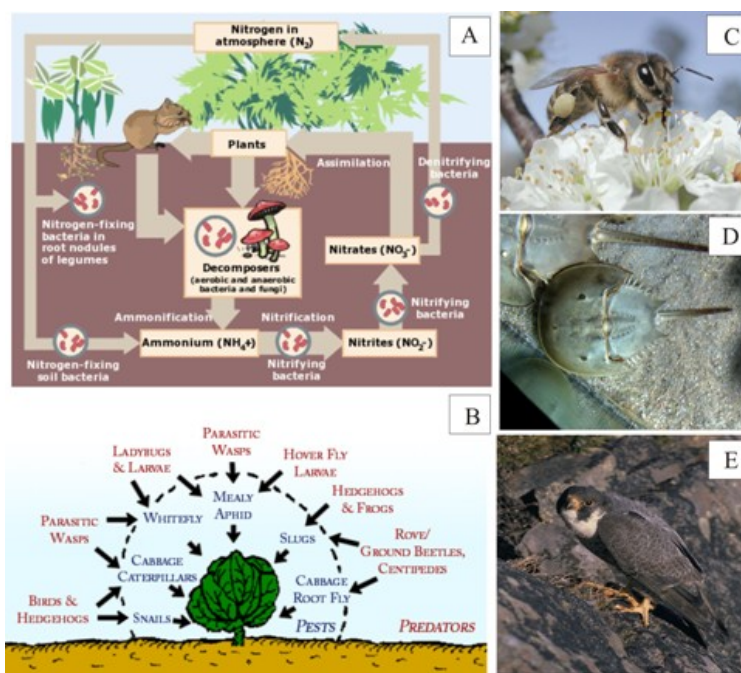 A
Nitrogen in
atmosphere (N₂)
Plants
Assimilation
Denitrifying
bacteria
Nitrogen-fixing
bacteria in
root nodules
of legumes
Decomposers
(aerobic and anaerobic
bacteria and fungi)
Nitrates (NO₃⁻)
Ammonification
Nitrification
Nitrifying
bacteria
Ammonium (NH₄+)
Nitrites (NO₂⁻)
Nitrogen-fixing
soil bacteria
Nitrifying
bacteria
B
PARASITIC
WASPS
LADYBUGS
& LARVAE
HOVER FLY
LARVAE
MEALY
APHID
HEDGEHOGS
& FROGS
WHITEFLY
PARASITIC
WASPS
SLUGS
ROVE/
GROUND BEETLES,
CENTIPEDES
CABBAGE
CATERPILLARS
CABBAGE
ROOT FLY
BIRDS &
HEDGEHOGS
SNAILS
PESTS
PREDATORS
C
D
E